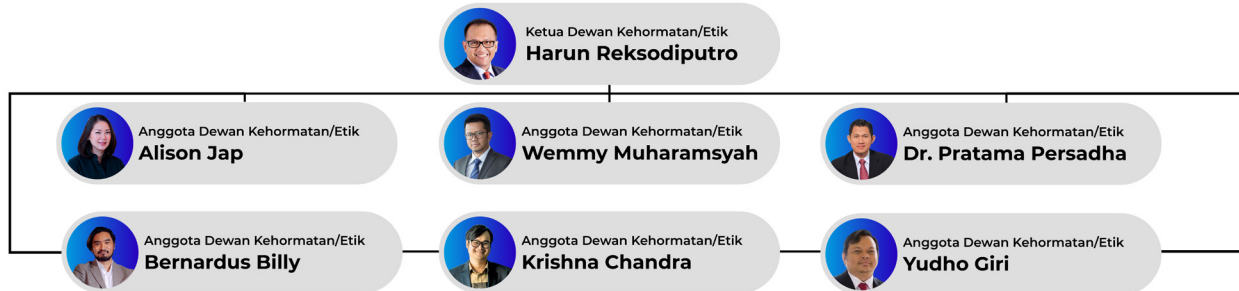 Ketua Dewan Kehormatan/Etik
Harun Reksodiputro
Anggota Dewan Kehormatan/Etik
Alison Jap
Anggota Dewan Kehormatan/Etik
Wemmy Muharamsyah
Anggota Dewan Kehormatan/Etik
Dr. Pratama Persadha
Anggota Dewan Kehormatan/Etik
Bernardus Billy
Anggota Dewan Kehormatan/Etik
Krishna Chandra
Anggota Dewan Kehormatan/Etik
Yudho Giri